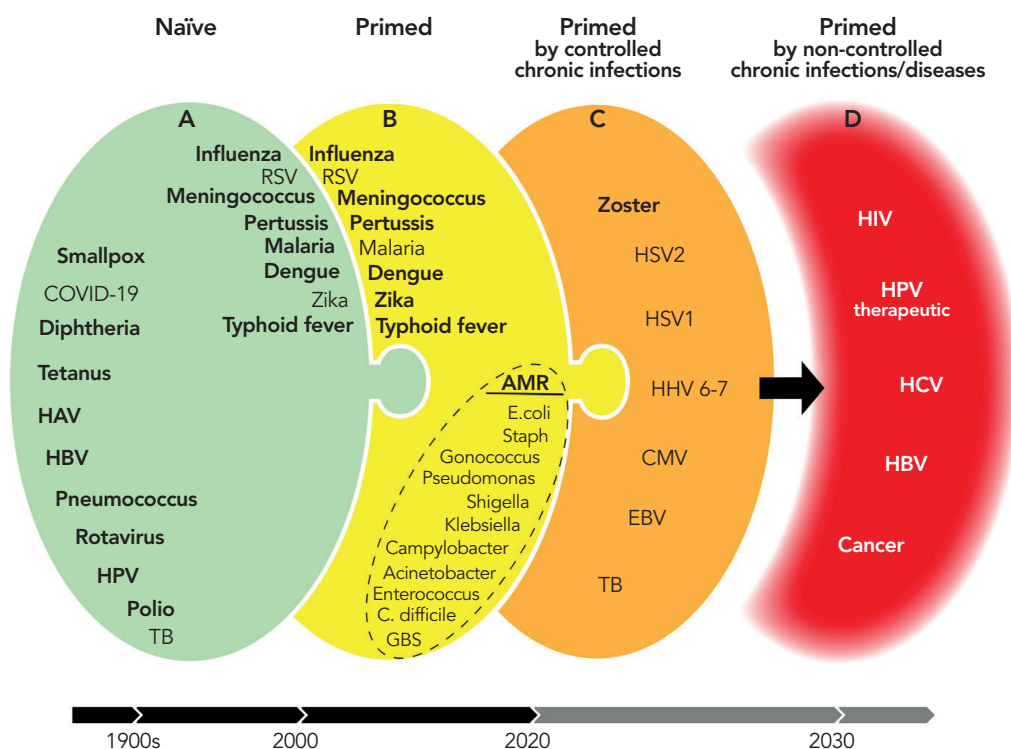 Naïve
Primed
Primed
by controlled
chronic infections
Primed
by non-controlled
chronic infections/diseases
A
Influenza
RSV
Meningococcus
Pertussis
Malaria
Dengue
Zika
Typhoid fever
Smallpox
COVID-19
Diphtheria
Tetanus
HAV
HBV
Pneumococcus
Rotavirus
HPV
Polio
TB
B
Influenza
RSV
Meningococcus
Pertussis
Malaria
Dengue
Zika
Typhoid fever
AMR
E.coli
Staph
Gonococcus
Pseudomonas
Shigella
Klebsiella
Campylobacter
Acinetobacter
Enterococcus
C. difficile
GBS
C
Zoster
HSV2
HSV1
HHV 6-7
CMV
EBV
TB
D
HIV
HPV
therapeutic
HCV
HBV
Cancer
1900s
2000
2020
2030